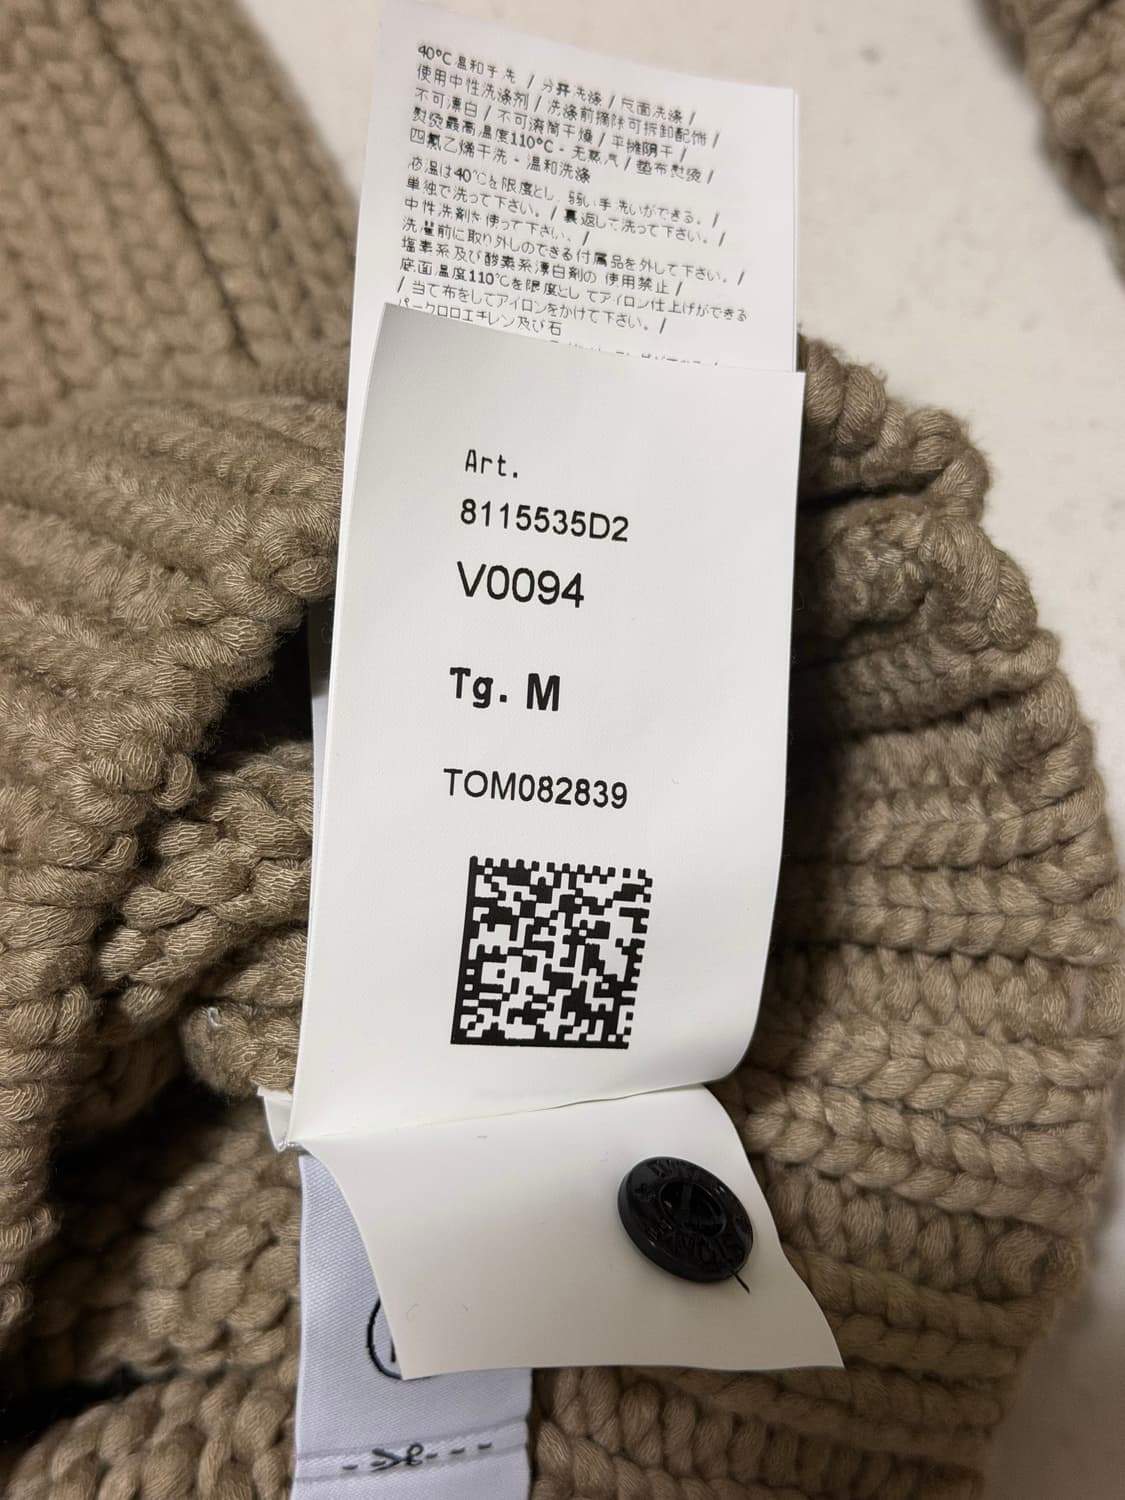 40°C温和手洗 / 分开洗涤 / 反面洗涤 /
使用中性洗涤剂 / 洗涤前摘除可拆卸配饰 /
不可漂白 / 不可滚筒干燥 / 平摊阴干 /
熨烫最高温度110°C - 无蒸气 / 垫布熨烫 /
四氯乙烯干洗 - 温和洗涤
液温は40℃を限度とし、弱い手洗いができる。 /
単独で洗って下さい。 / 裏返して洗って下さい。 /
中性洗剤を使って下さい。 /
洗濯前に取り外しのできる付属品を外して下さい。 /
塩素系及び酸素系漂白剤の使用禁止 /
底面温度110℃を限度としてアイロン仕上げができる
/ 当て布をしてアイロンをかけて下さい。 /
パークロロエチレン及び石
Art.
8115535D2
V0094
Tg. M
TOM082839